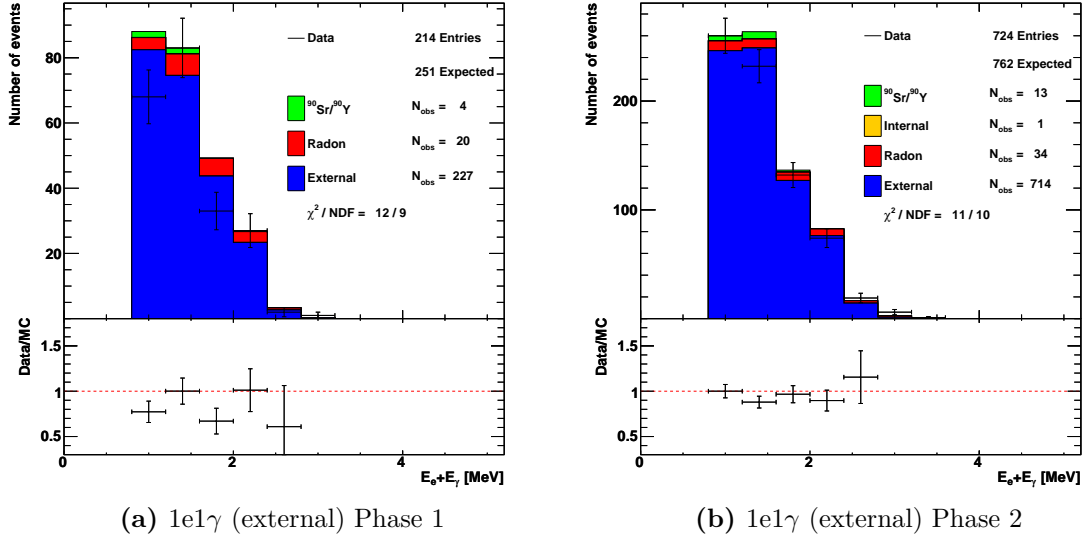 Number of events
80
60
40
20
Data
214 Entries
251 Expected
⁹⁰Sr/⁹⁰Y N_obs = 4
Radon N_obs = 20
External N_obs = 227
χ² / NDF = 12 / 9
Data/MC
1.5
1
0.5
0 2 4
E_e+E_γ [MeV]
(a) 1e1γ (external) Phase 1
Number of events
200
100
Data
724 Entries
762 Expected
⁹⁰Sr/⁹⁰Y N_obs = 13
Internal N_obs = 1
Radon N_obs = 34
External N_obs = 714
χ² / NDF = 11 / 10
Data/MC
1.5
1
0.5
0 2 4
E_e+E_γ [MeV]
(b) 1e1γ (external) Phase 2